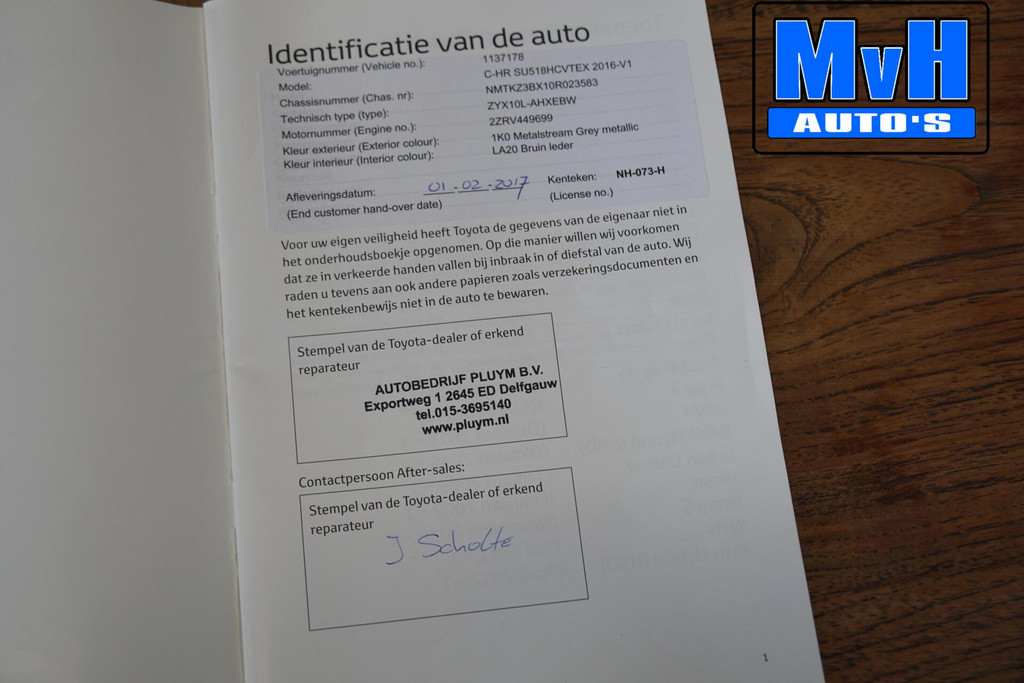 Identificatie van de auto
Voertuignummer (Vehicle no.): 1137178
Model: C-HR SU518HCVTEX 2016-V1
Chassisnummer (Chas. nr): NMTKZ3BX10R023583
Technisch type (type): ZYX10L-AHXEBW
Motornummer (Engine no.): 2ZRV449699
Kleur exterieur (Exterior colour): 1K0 Metalstream Grey metallic
Kleur interieur (Interior colour): LA20 Bruin leder
Afleveringsdatum: 01-02-2017 Kenteken: NH-073-H
(End customer hand-over date) (License no.)
Voor uw eigen veiligheid heeft Toyota de gegevens van de eigenaar niet in
het onderhoudsboekje opgenomen. Op die manier willen wij voorkomen
dat ze in verkeerde handen vallen bij inbraak in of diefstal van de auto. Wij
raden u tevens aan ook andere papieren zoals verzekeringsdocumenten en
het kentekenbewijs niet in de auto te bewaren.
Stempel van de Toyota-dealer of erkend
reparateur
AUTOBEDRIJF PLUYM B.V.
Exportweg 1 2645 ED Delfgauw
tel.015-3695140
www.pluym.nl
Contactpersoon After-sales:
Stempel van de Toyota-dealer of erkend
reparateur
J. Scholte
1
MvH
AUTO'S